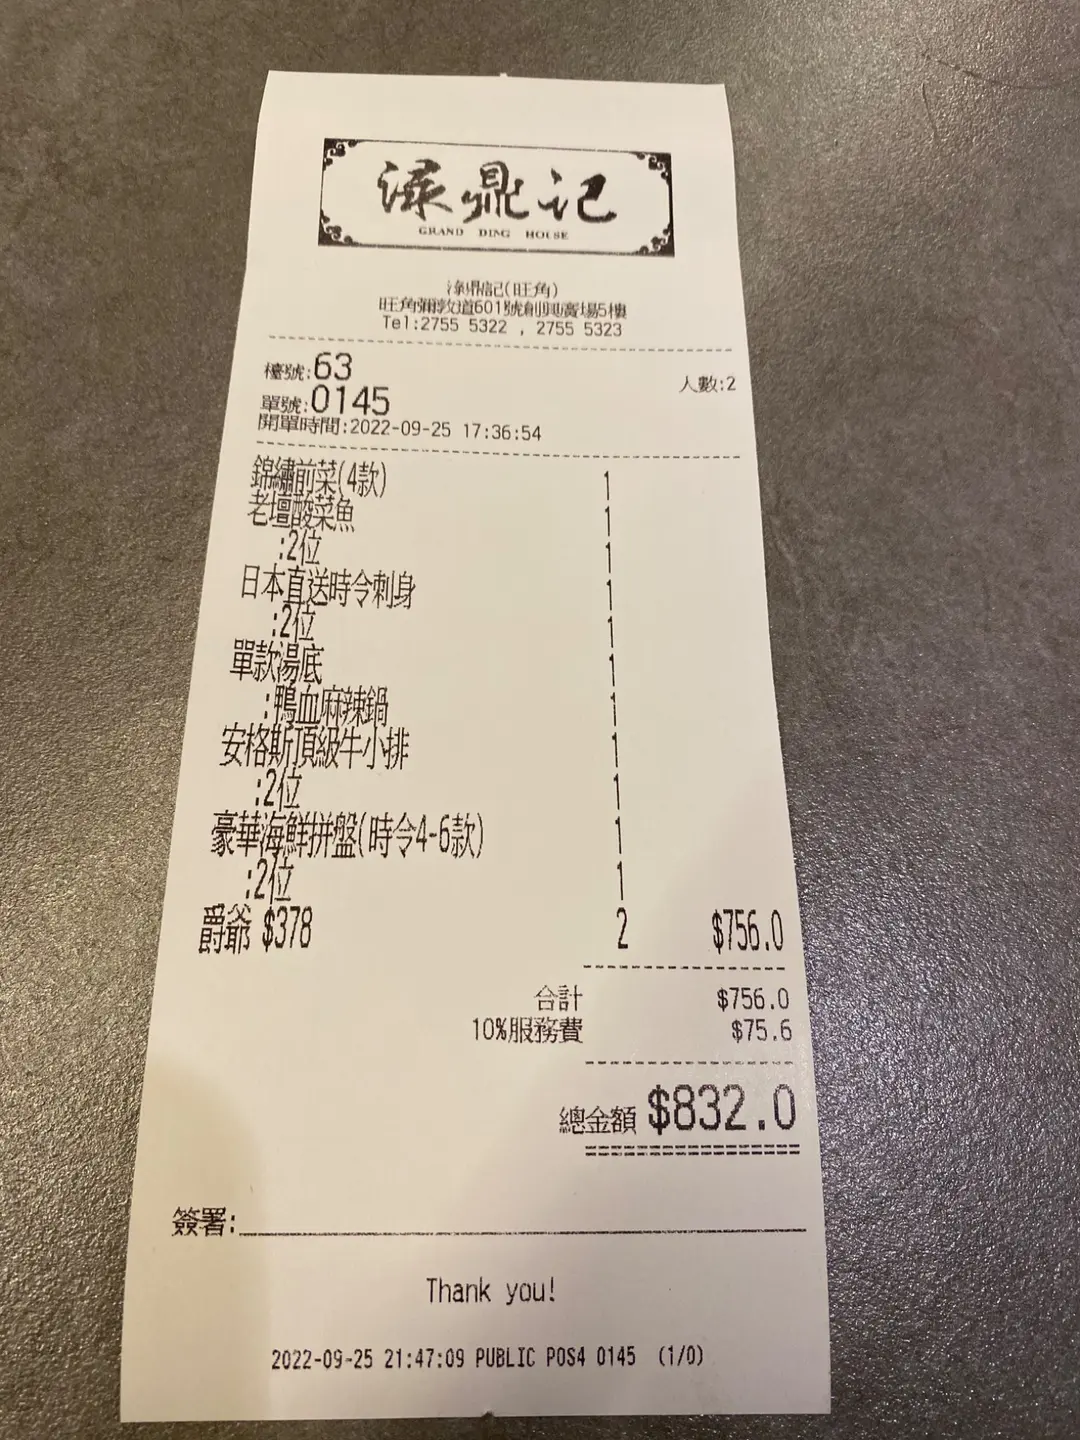 渌鼎记
GRAND DING HOUSE
渌鼎記(旺角)
旺角彌敦道601號創興廣場5樓
Tel:2755 5322 , 2755 5323
檯號:63 人數:2
單號:0145
開單時間:2022-09-25 17:36:54
錦繡前菜(4款) 1
老壇酸菜魚 1
:2位 1
日本直送時令刺身 1
:2位 1
單款湯底 1
:鴨血麻辣鍋 1
安格斯頂級牛小排 1
:2位 1
豪華海鮮拼盤(時令4-6款) 1
:2位 1
爵爺 $378 2 $756.0
合計 $756.0
10%服務費 $75.6
總金額 $832.0
簽署:
Thank you!
2022-09-25 21:47:09 PUBLIC POS4 0145 (1/0)